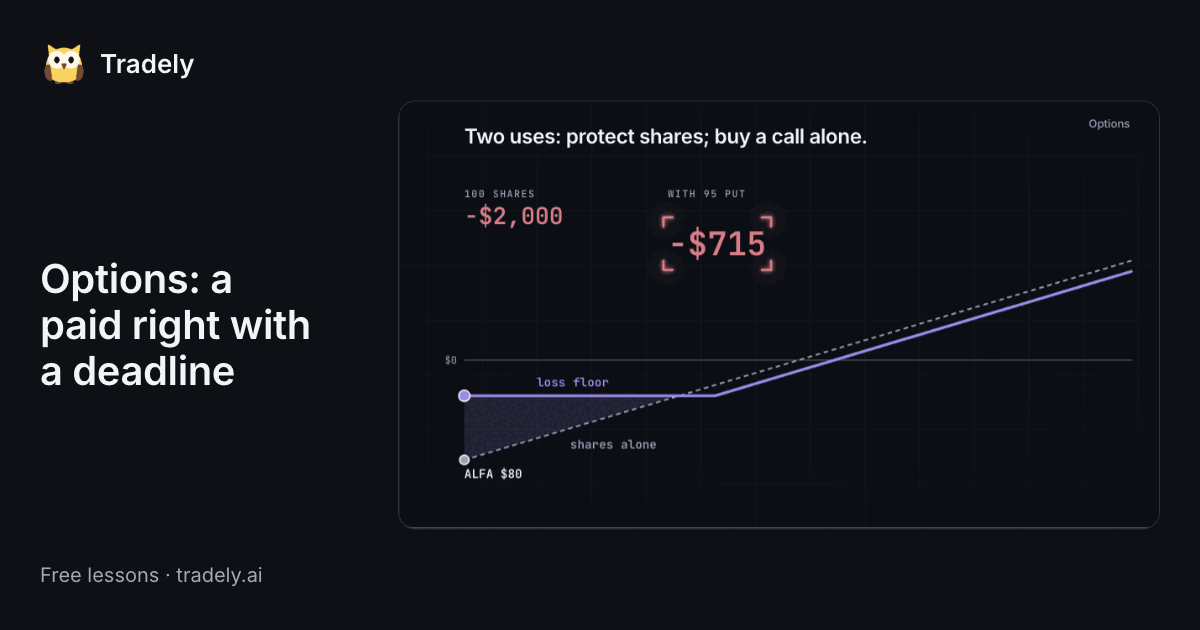 Tradely
Options: a
paid right with
a deadline
Free lessons · tradely.ai
Two uses: protect shares; buy a call alone.
Options
100 SHARES
-$2,000
WITH 95 PUT
-$715
$0
loss floor
shares alone
ALFA $80